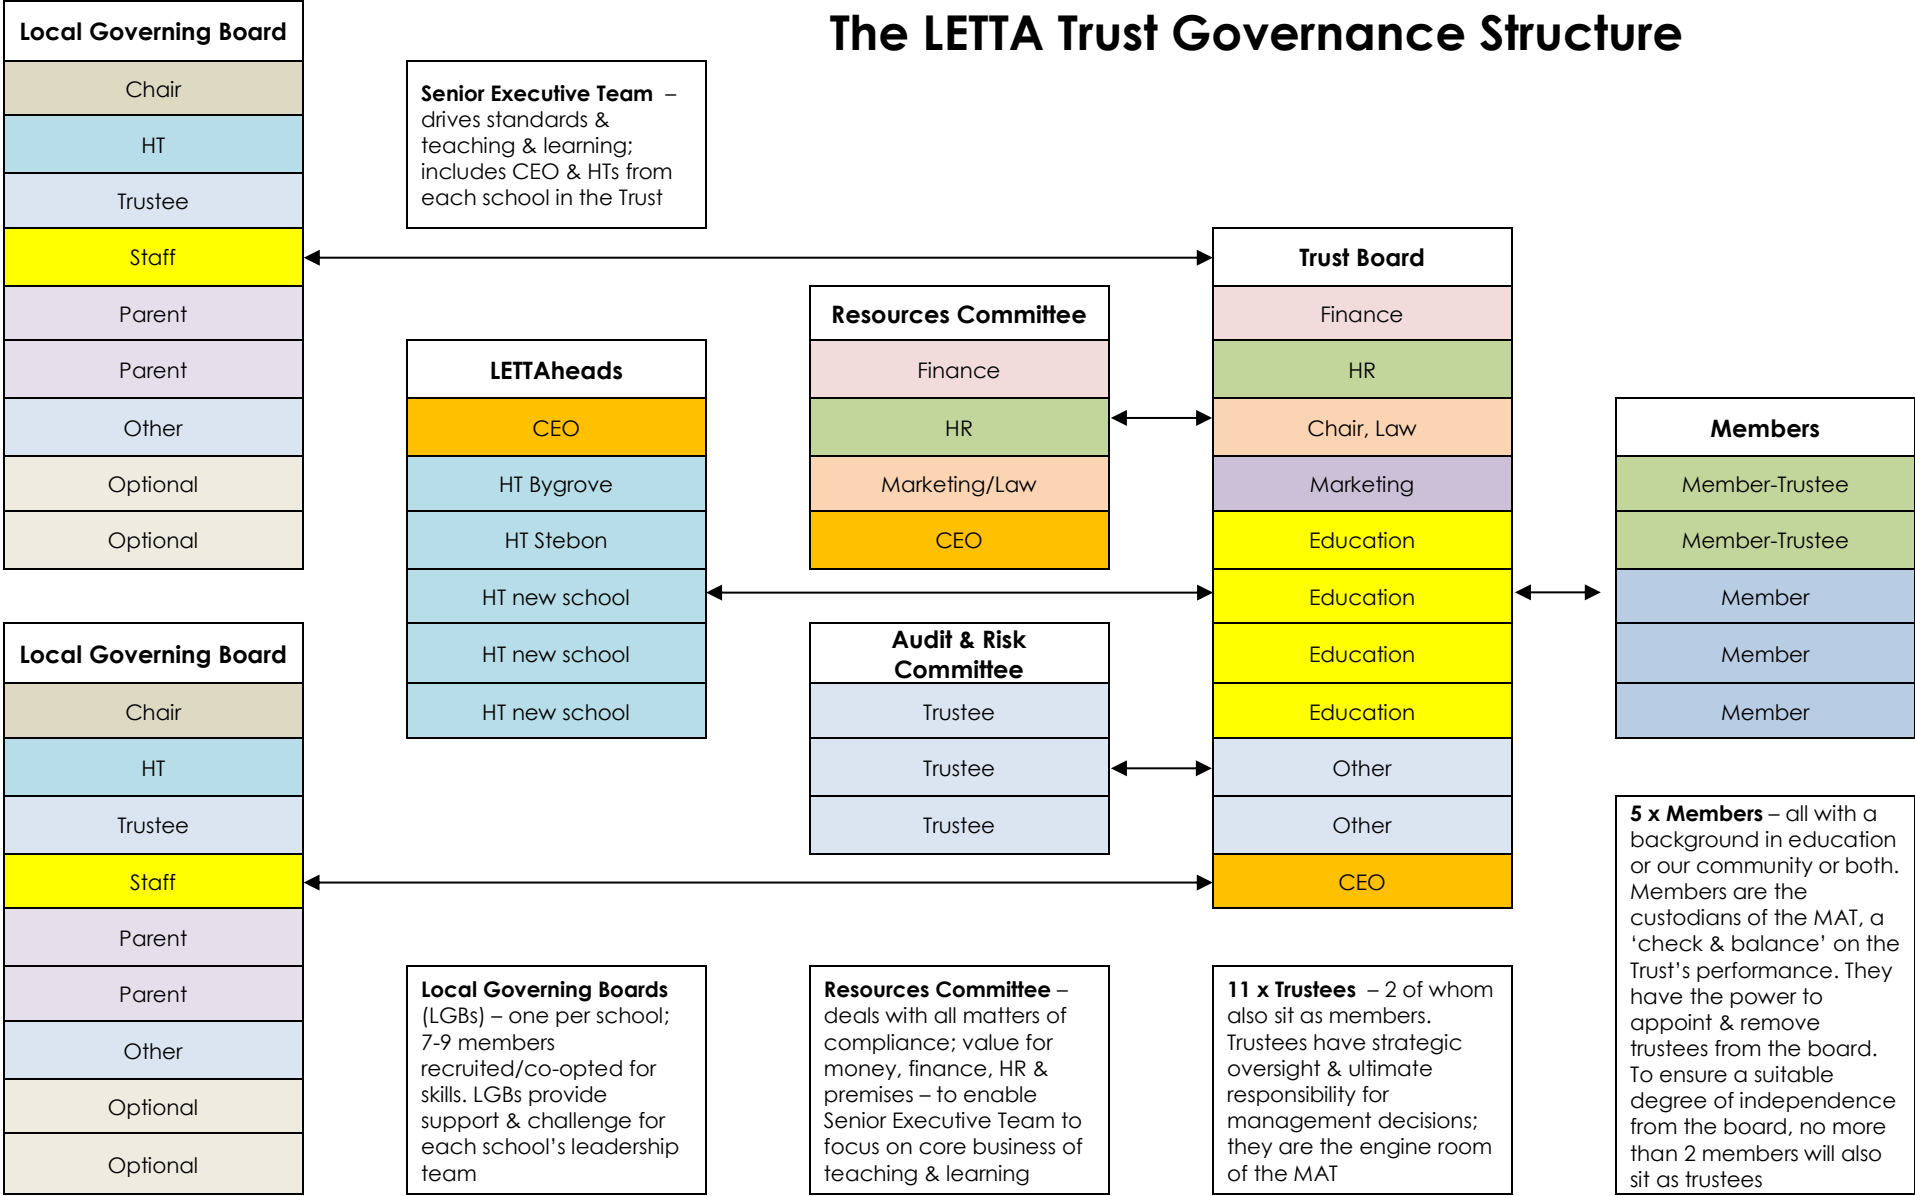 The LETTA Trust Governance Structure
Local Governing Board
Chair
HT
Trustee
Staff
Parent
Parent
Other
Optional
Optional
Local Governing Board
Chair
HT
Trustee
Staff
Parent
Parent
Other
Optional
Optional
Senior Executive Team –
drives standards &
teaching & learning;
includes CEO & HTs from
each school in the Trust
LETTAheads
CEO
HT Bygrove
HT Stebon
HT new school
HT new school
HT new school
Local Governing Boards
(LGBs) – one per school;
7-9 members
recruited/co-opted for
skills. LGBs provide
support & challenge for
each school’s leadership
team
Resources Committee
Finance
HR
Marketing/Law
CEO
Audit & Risk
Committee
Trustee
Trustee
Trustee
Resources Committee –
deals with all matters of
compliance; value for
money, finance, HR &
premises – to enable
Senior Executive Team to
focus on core business of
teaching & learning
Trust Board
Finance
HR
Chair, Law
Marketing
Education
Education
Education
Education
Other
Other
CEO
11 x Trustees – 2 of whom
also sit as members.
Trustees have strategic
oversight & ultimate
responsibility for
management decisions;
they are the engine room
of the MAT
Members
Member-Trustee
Member-Trustee
Member
Member
Member
5 x Members – all with a
background in education
or our community or both.
Members are the
custodians of the MAT, a
‘check & balance’ on the
Trust’s performance. They
have the power to
appoint & remove
trustees from the board.
To ensure a suitable
degree of independence
from the board, no more
than 2 members will also
sit as trustees